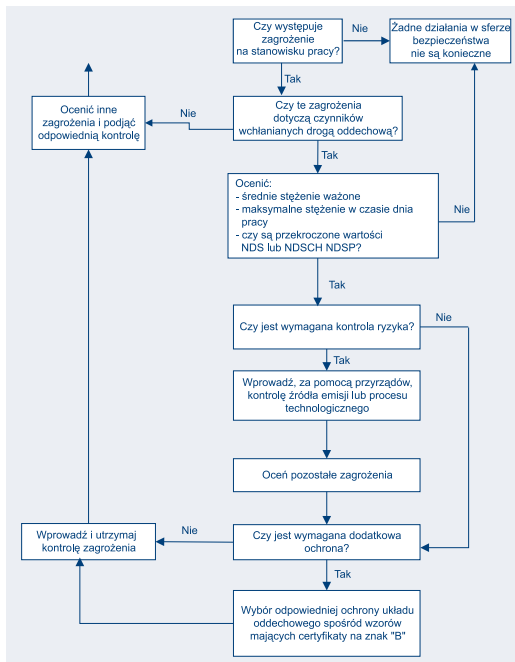 Czy występuje
zagrożenie
na stanowisku pracy?
Nie
Żadne działania w sferze
bezpieczeństwa
nie są konieczne
Tak
Ocenić inne
zagrożenia i podjąć
odpowiednią kontrolę
Nie
Czy te zagrożenia
dotyczą czynników
wchłanianych drogą oddechową?
Tak
Ocenić:
- średnie stężenie ważone
- maksymalne stężenie w czasie dnia
pracy
- czy są przekroczone wartości
NDS lub NDSCH NDSP?
Nie
Tak
Czy jest wymagana kontrola ryzyka?
Nie
Tak
Wprowadź, za pomocą przyrządów,
kontrolę źródła emisji lub procesu
technologicznego
Oceń pozostałe zagrożenia
Wprowadź i utrzymaj
kontrolę zagrożenia
Nie
Czy jest wymagana dodatkowa
ochrona?
Tak
Wybór odpowiedniej ochrony układu
oddechowego spośród wzorów
mających certyfikaty na znak "B"